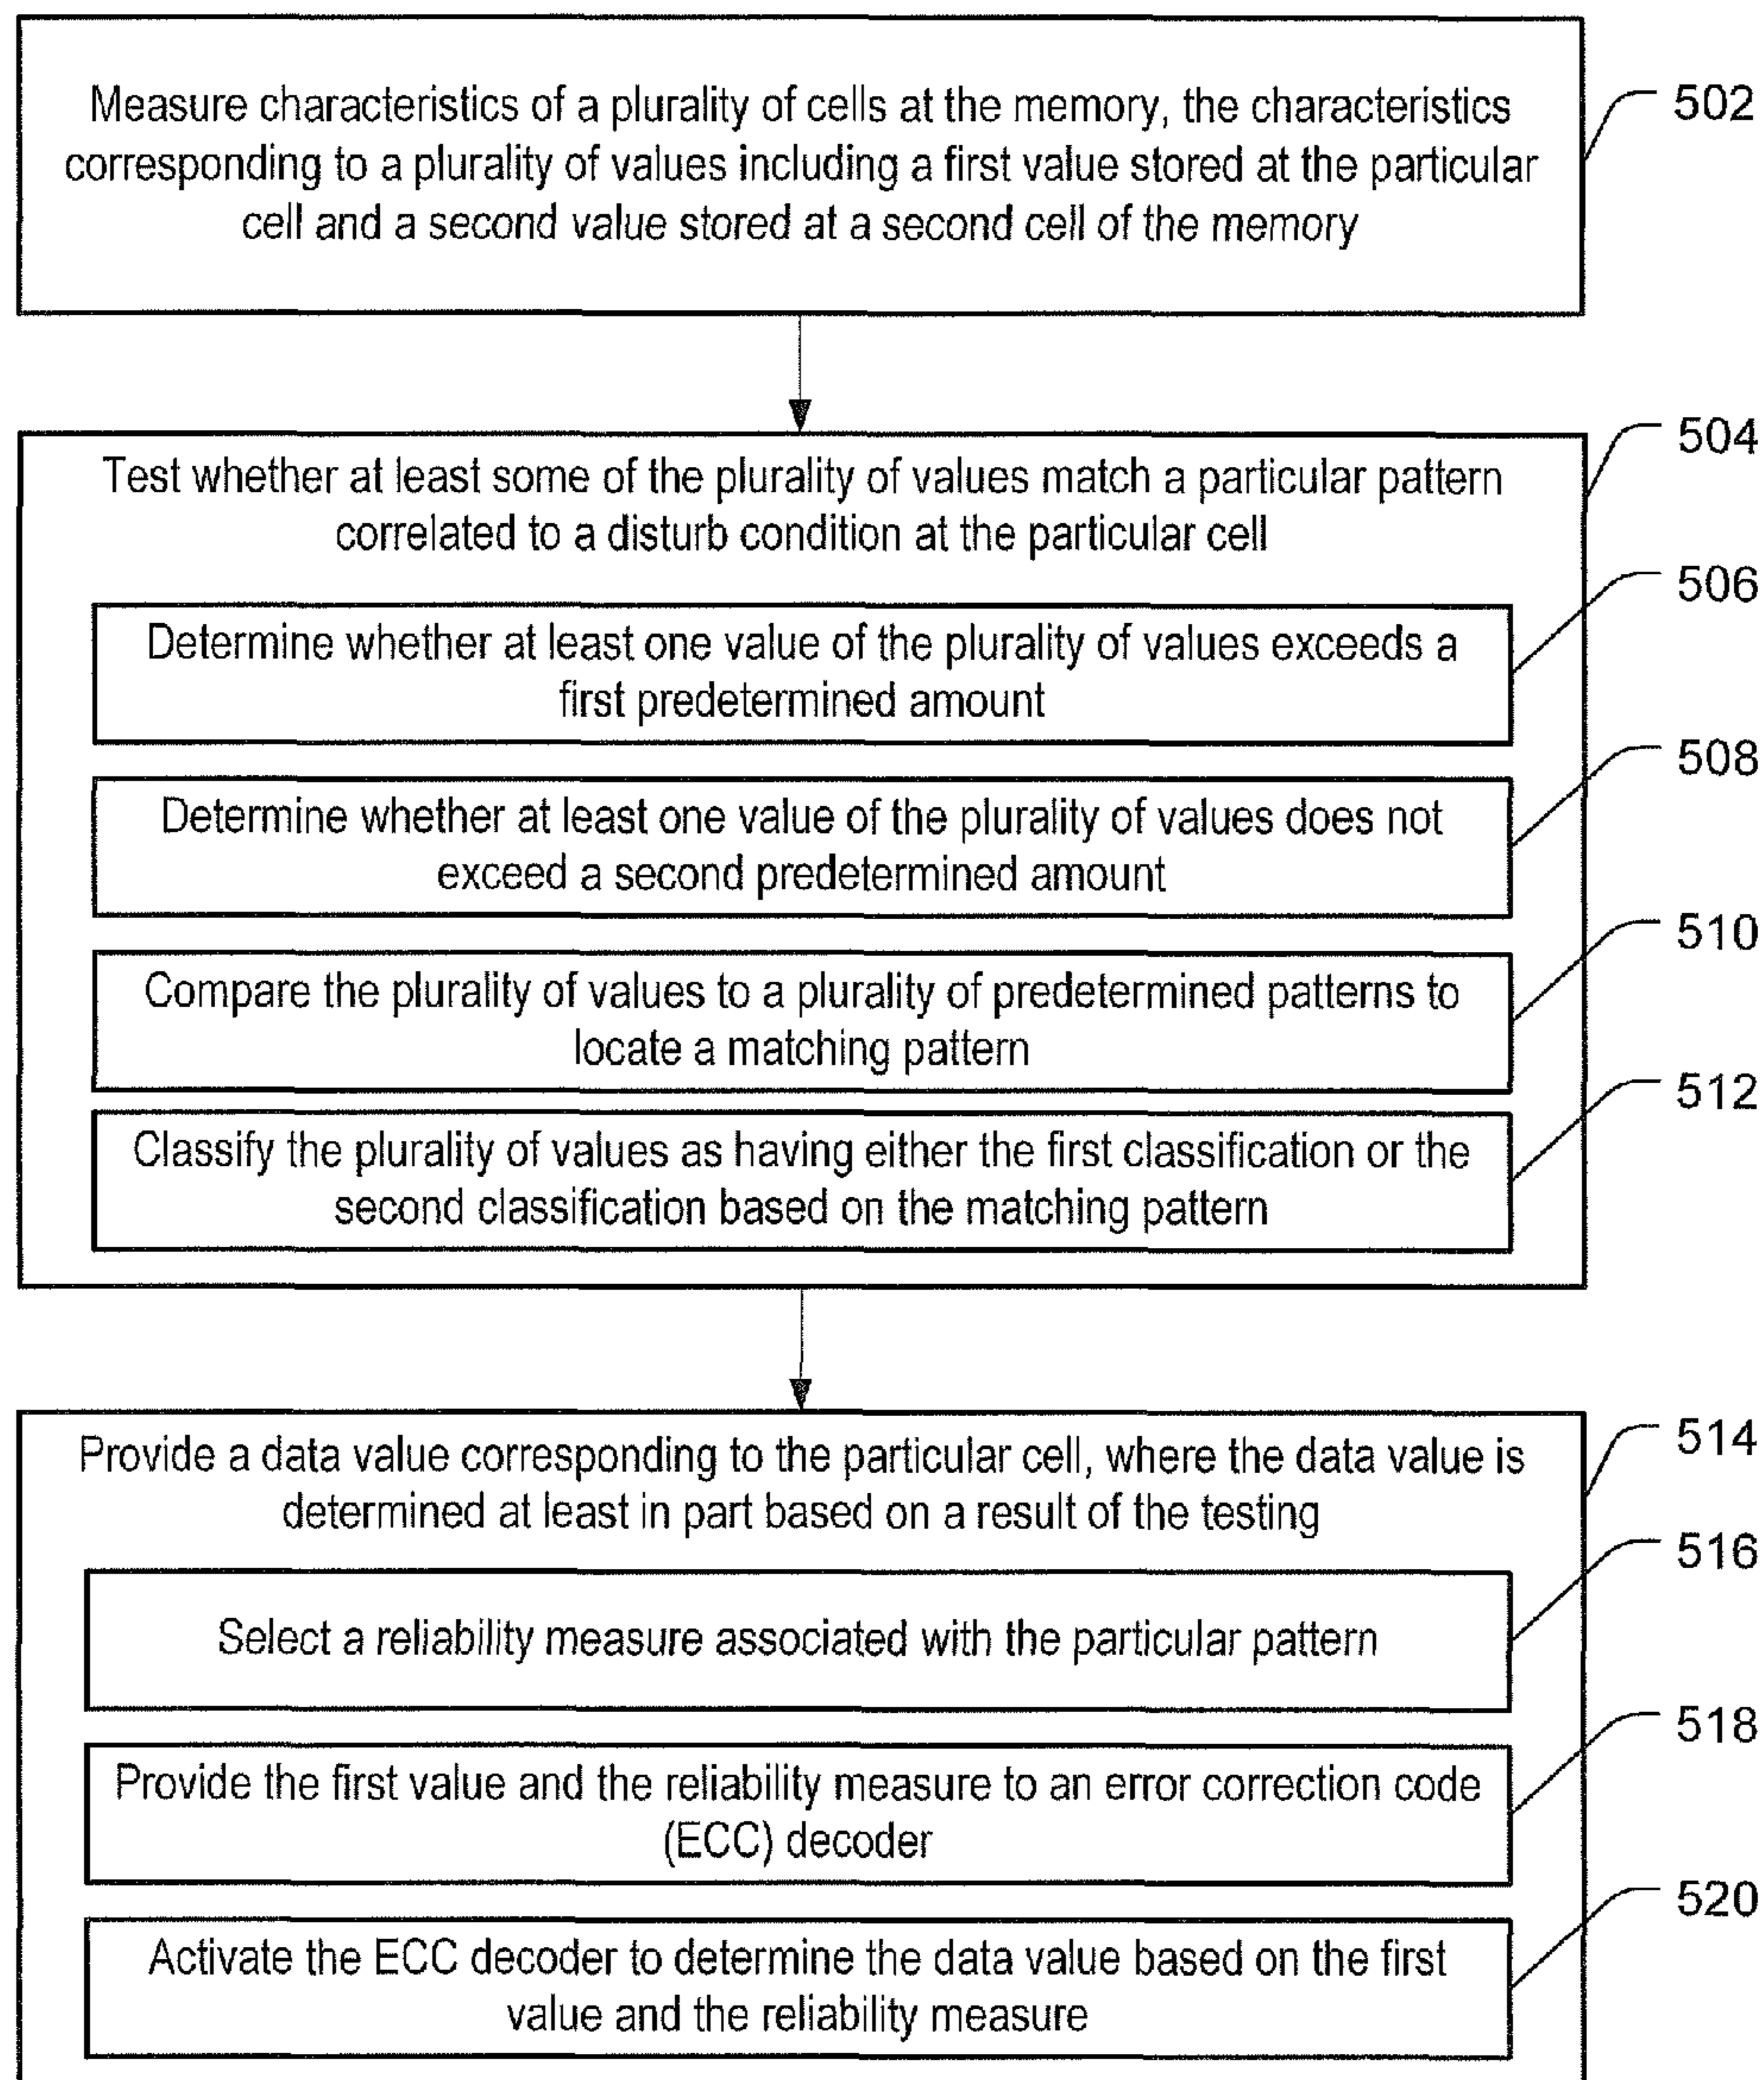 Measure characteristics of a plurality of cells at the memory, the characteristics
corresponding to a plurality of values including a first value stored at the particular
cell and a second value stored at a second cell of the memory
502
Test whether at least some of the plurality of values match a particular pattern
correlated to a disturb condition at the particular cell
504
Determine whether at least one value of the plurality of values exceeds a
first predetermined amount
506
Determine whether at least one value of the plurality of values does not
exceed a second predetermined amount
508
Compare the plurality of values to a plurality of predetermined patterns to
locate a matching pattern
510
Classify the plurality of values as having either the first classification or the
second classification based on the matching pattern
512
Provide a data value corresponding to the particular cell, where the data value is
determined at least in part based on a result of the testing
514
Select a reliability measure associated with the particular pattern
516
Provide the first value and the reliability measure to an error correction code
(ECC) decoder
518
Activate the ECC decoder to determine the data value based on the first
value and the reliability measure
520